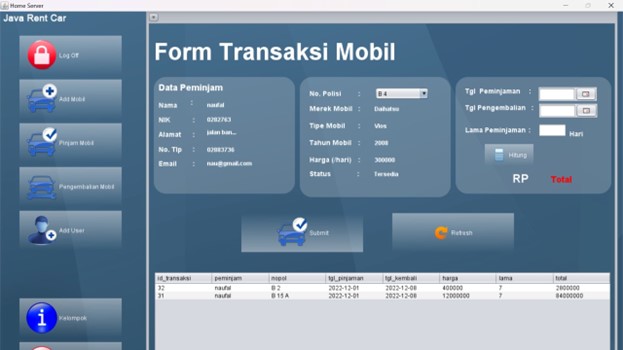 Home Server
Java Rent Car
Log Off
Add Mobil
Pinjam Mobil
Pengembalian Mobil
Add User
Kelompok
Form Transaksi Mobil
Data Peminjam
Nama : naufal
NIK : 0202763
Alamat : jalan ban...
No. Tlp : 02083736
Email : nau@gmail.com
No. Polisi : B 4
Merek Mobil : Daihatsu
Tipe Mobil : Vios
Tahun Mobil : 2008
Harga (/hari) : 300000
Status : Tersedia
Tgl Peminjaman :
Tgl Pengembalian :
Lama Peminjaman : Hari
Hitung
RP Total
Submit
Refresh
id_transaksi peminjam nopol tgl_pinjaman tgl_kembali harga lama total
32 naufal B 2 2022-12-01 2022-12-08 400000 7 2800000
31 naufal B 15 A 2022-12-01 2022-12-08 12000000 7 84000000